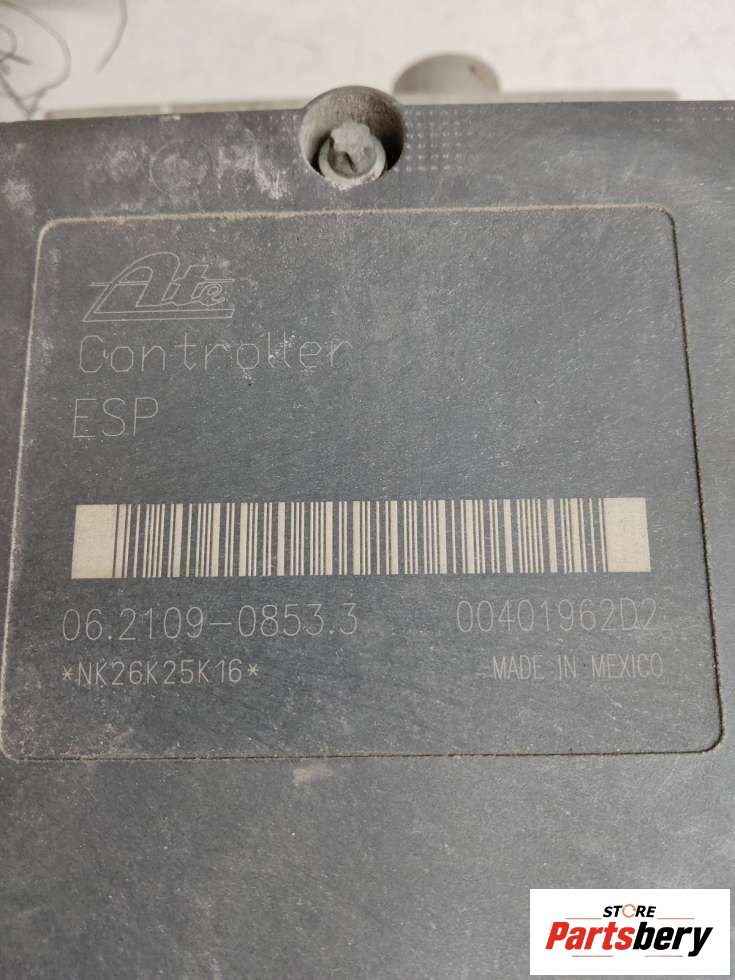 Ate
Controller
ESP
06.2109-0853.3 00401962D2
*NK26K25K16* MADE IN MEXICO
STORE
Partsbery